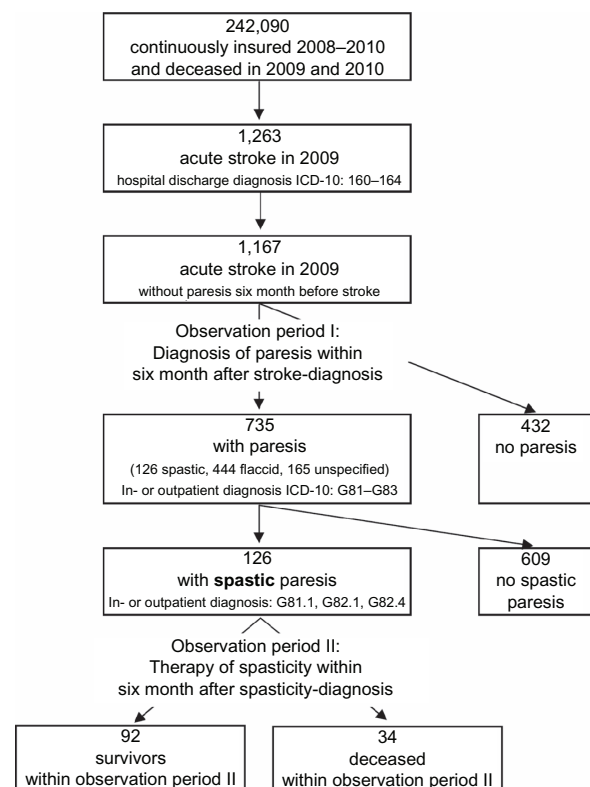 242,090
continuously insured 2008–2010
and deceased in 2009 and 2010
1,263
acute stroke in 2009
hospital discharge diagnosis ICD-10: 160–164
1,167
acute stroke in 2009
without paresis six month before stroke
Observation period I:
Diagnosis of paresis within
six month after stroke-diagnosis
735
with paresis
(126 spastic, 444 flaccid, 165 unspecified)
In- or outpatient diagnosis ICD-10: G81–G83
432
no paresis
126
with spastic paresis
In- or outpatient diagnosis: G81.1, G82.1, G82.4
609
no spastic
paresis
Observation period II:
Therapy of spasticity within
six month after spasticity-diagnosis
92
survivors
within observation period II
34
deceased
within observation period II